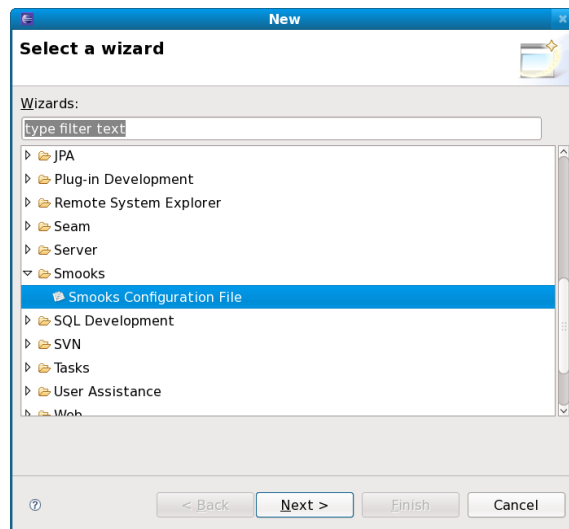 New
Select a wizard
Wizards:
type filter text
JPA
Plug-in Development
Remote System Explorer
Seam
Server
Smooks
Smooks Configuration File
SQL Development
SVN
Tasks
User Assistance
Web
< Back Next > Finish Cancel